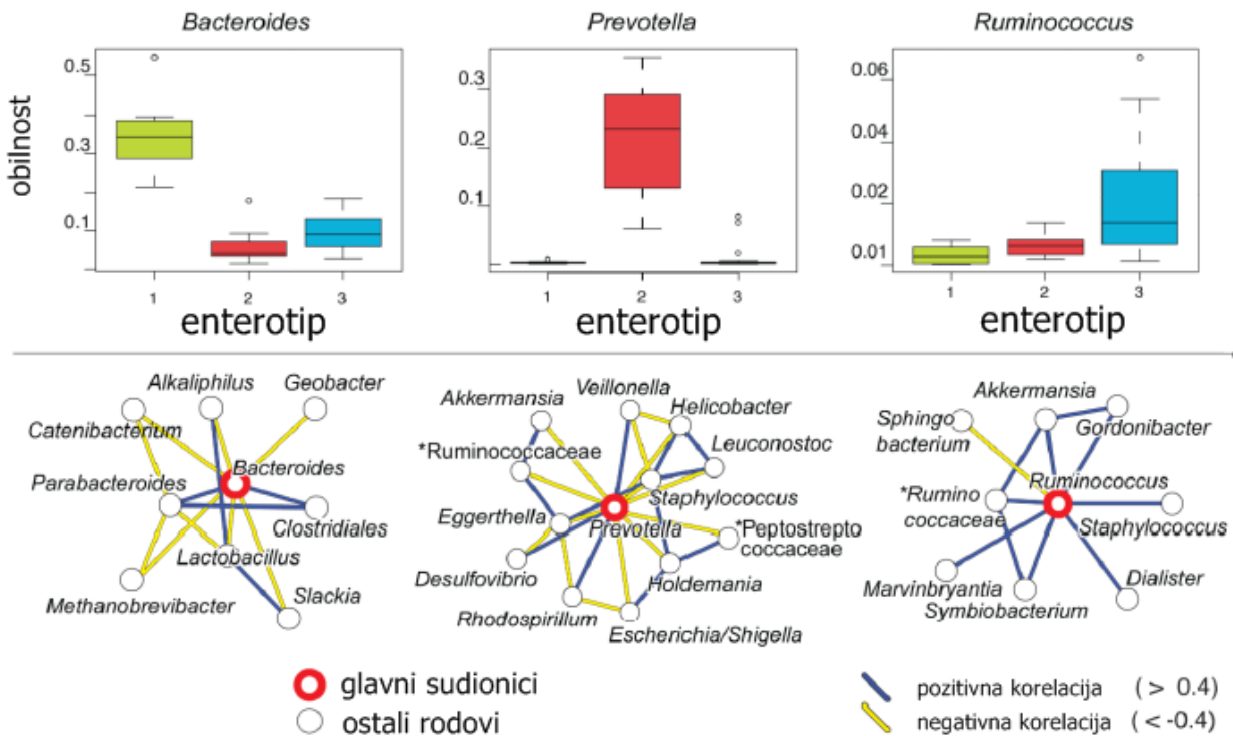 Bacteroides
Prevotella
Ruminococcus
obilnost
0.5
0.3
0.1
0.3
0.1
0.06
0.04
0.02
0.01
1 2 3
1 2 3
1 2 3
enterotip
enterotip
enterotip
Alkaliphilus
Geobacter
Catenibacterium
Bacteroides
Parabacteroides
Clostridiales
Lactobacillus
Methanobrevibacter
Slackia
Veillonella
Akkermansia
Helicobacter
*Ruminococcaceae
Leuconostoc
Staphylococcus
Eggerthella
Prevotella
*Peptostrepto
coccaceae
Desulfovibrio
Holdemania
Rhodospirillum
Escherichia/Shigella
Akkermansia
Sphingo
bacterium
Gordonibacter
Ruminococcus
*Rumino
coccaceae
Staphylococcus
Marvinbryantia
Dialister
Symbiobacterium
glavni sudionici
ostali rodovi
pozitivna korelacija (> 0.4)
negativna korelacija (< -0.4)